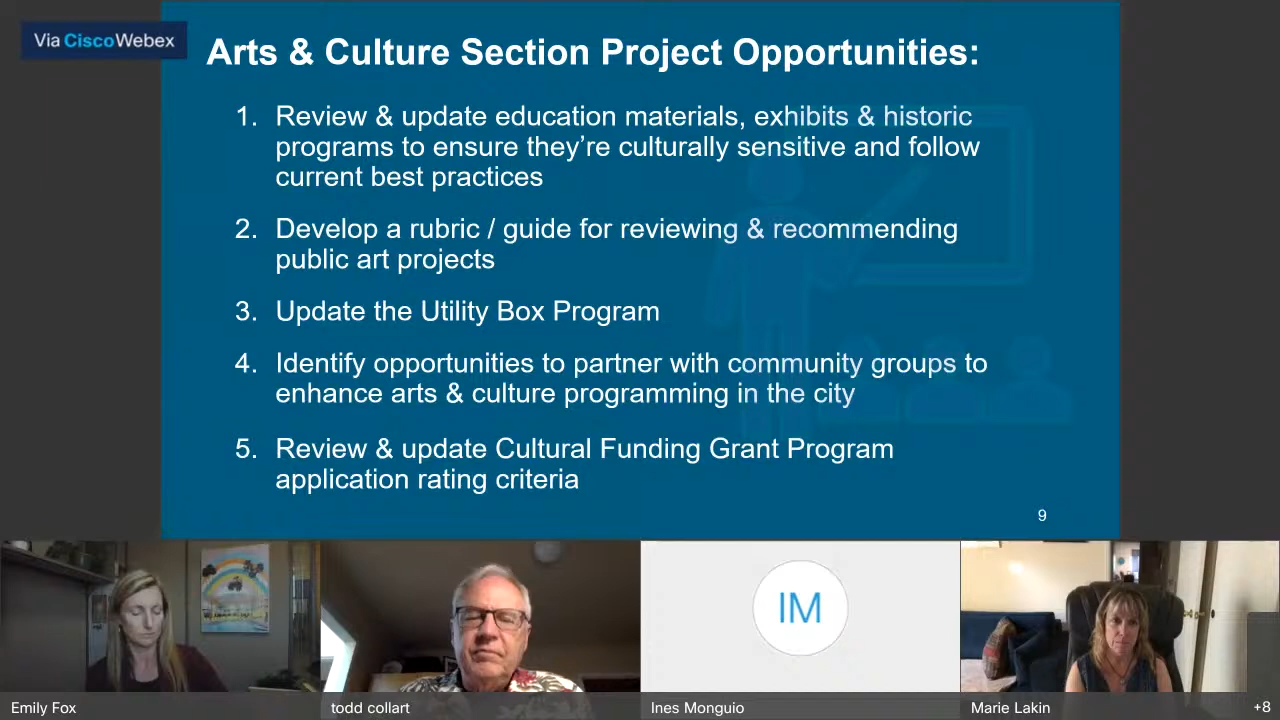 Via Cisco Webex
Arts & Culture Section Project Opportunities:
1. Review & update education materials, exhibits & historic
programs to ensure they’re culturally sensitive and follow
current best practices
2. Develop a rubric / guide for reviewing & recommending
public art projects
3. Update the Utility Box Program
4. Identify opportunities to partner with community groups to
enhance arts & culture programming in the city
5. Review & update Cultural Funding Grant Program
application rating criteria
9
IM
Emily Fox
todd collart
Ines Monguio
Marie Lakin
+8